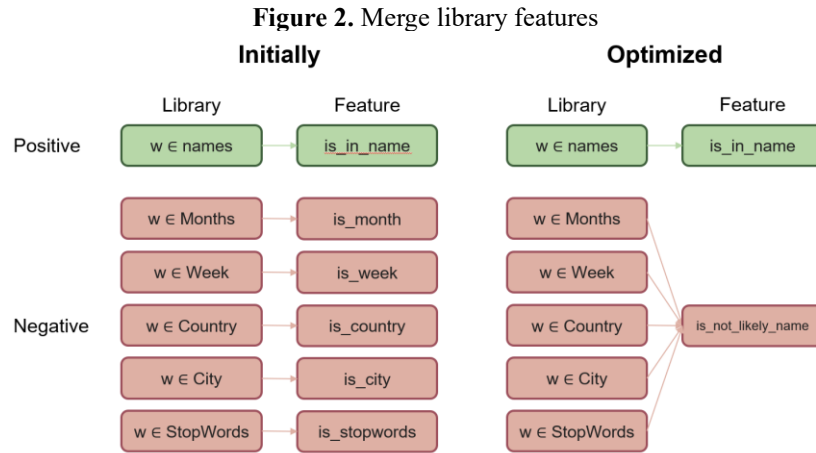 Figure 2. Merge library features
Initially Optimized
Library Feature Library Feature
Positive w ∈ names is_in_name w ∈ names is_in_name
w ∈ Months is_month w ∈ Months
w ∈ Week is_week w ∈ Week
Negative w ∈ Country is_country w ∈ Country is_not_likely_name
w ∈ City is_city w ∈ City
w ∈ StopWords is_stopwords w ∈ StopWords